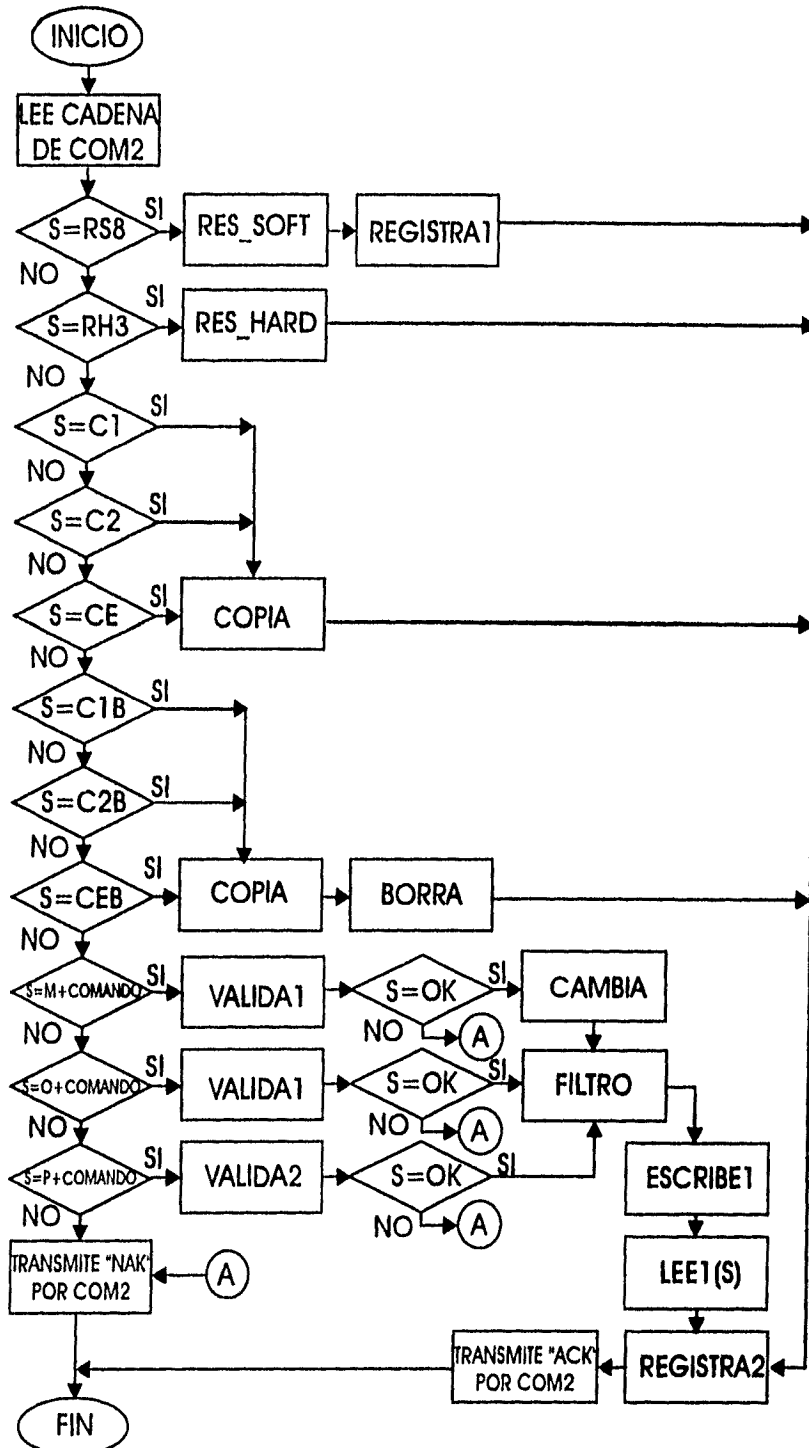 INICIO
LEE CADENA
DE COM2
S=RS8
SI
RES_SOFT
REGISTRA1
NO
S=RH3
SI
RES_HARD
NO
S=C1
SI
NO
S=C2
SI
NO
S=CE
SI
COPIA
NO
S=C1B
SI
NO
S=C2B
SI
NO
S=CEB
SI
COPIA
BORRA
NO
S=M+COMANDO
SI
VALIDA1
S=OK
SI
CAMBIA
NO
A
NO
S=O+COMANDO
SI
VALIDA1
S=OK
SI
FILTRO
NO
A
NO
S=P+COMANDO
SI
VALIDA2
S=OK
SI
ESCRIBE1
NO
A
NO
TRANSMITE "NAK"
POR COM2
A
LEE1(S)
TRANSMITE "ACK"
POR COM2
REGISTRA2
FIN